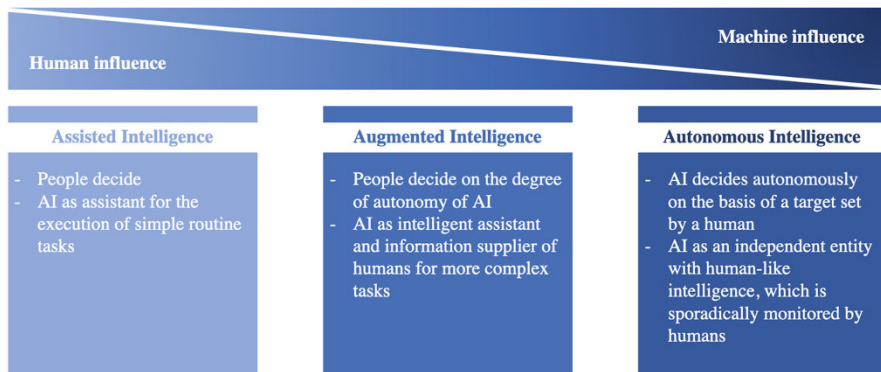 Machine influence
Human influence
Assisted Intelligence
- People decide
- AI as assistant for the
execution of simple routine
tasks
Augmented Intelligence
- People decide on the degree
of autonomy of AI
- AI as intelligent assistant
and information supplier of
humans for more complex
tasks
Autonomous Intelligence
- AI decides autonomously
on the basis of a target set
by a human
- AI as an independent entity
with human-like
intelligence, which is
sporadically monitored by
humans